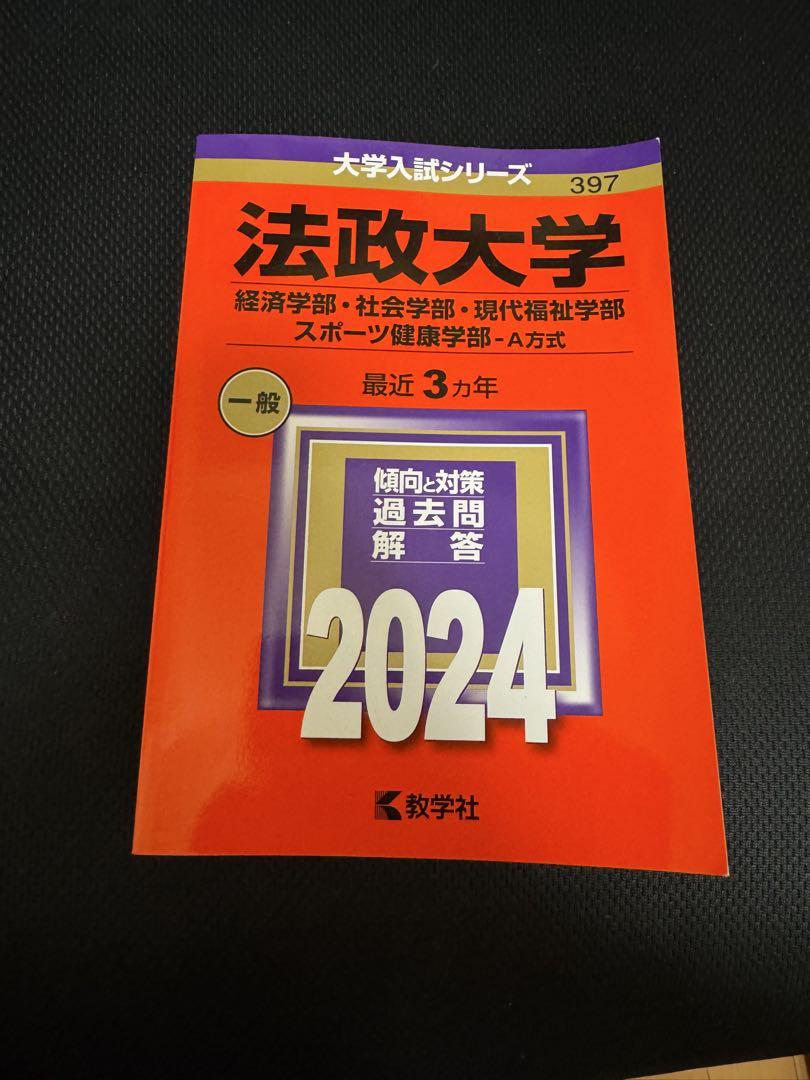 大学入試シリーズ
397
法政大学
経済学部・社会学部・現代福祉学部
スポーツ健康学部-A方式
最近3カ年
一般
傾向と対策
過去問
解答
2024
教学社